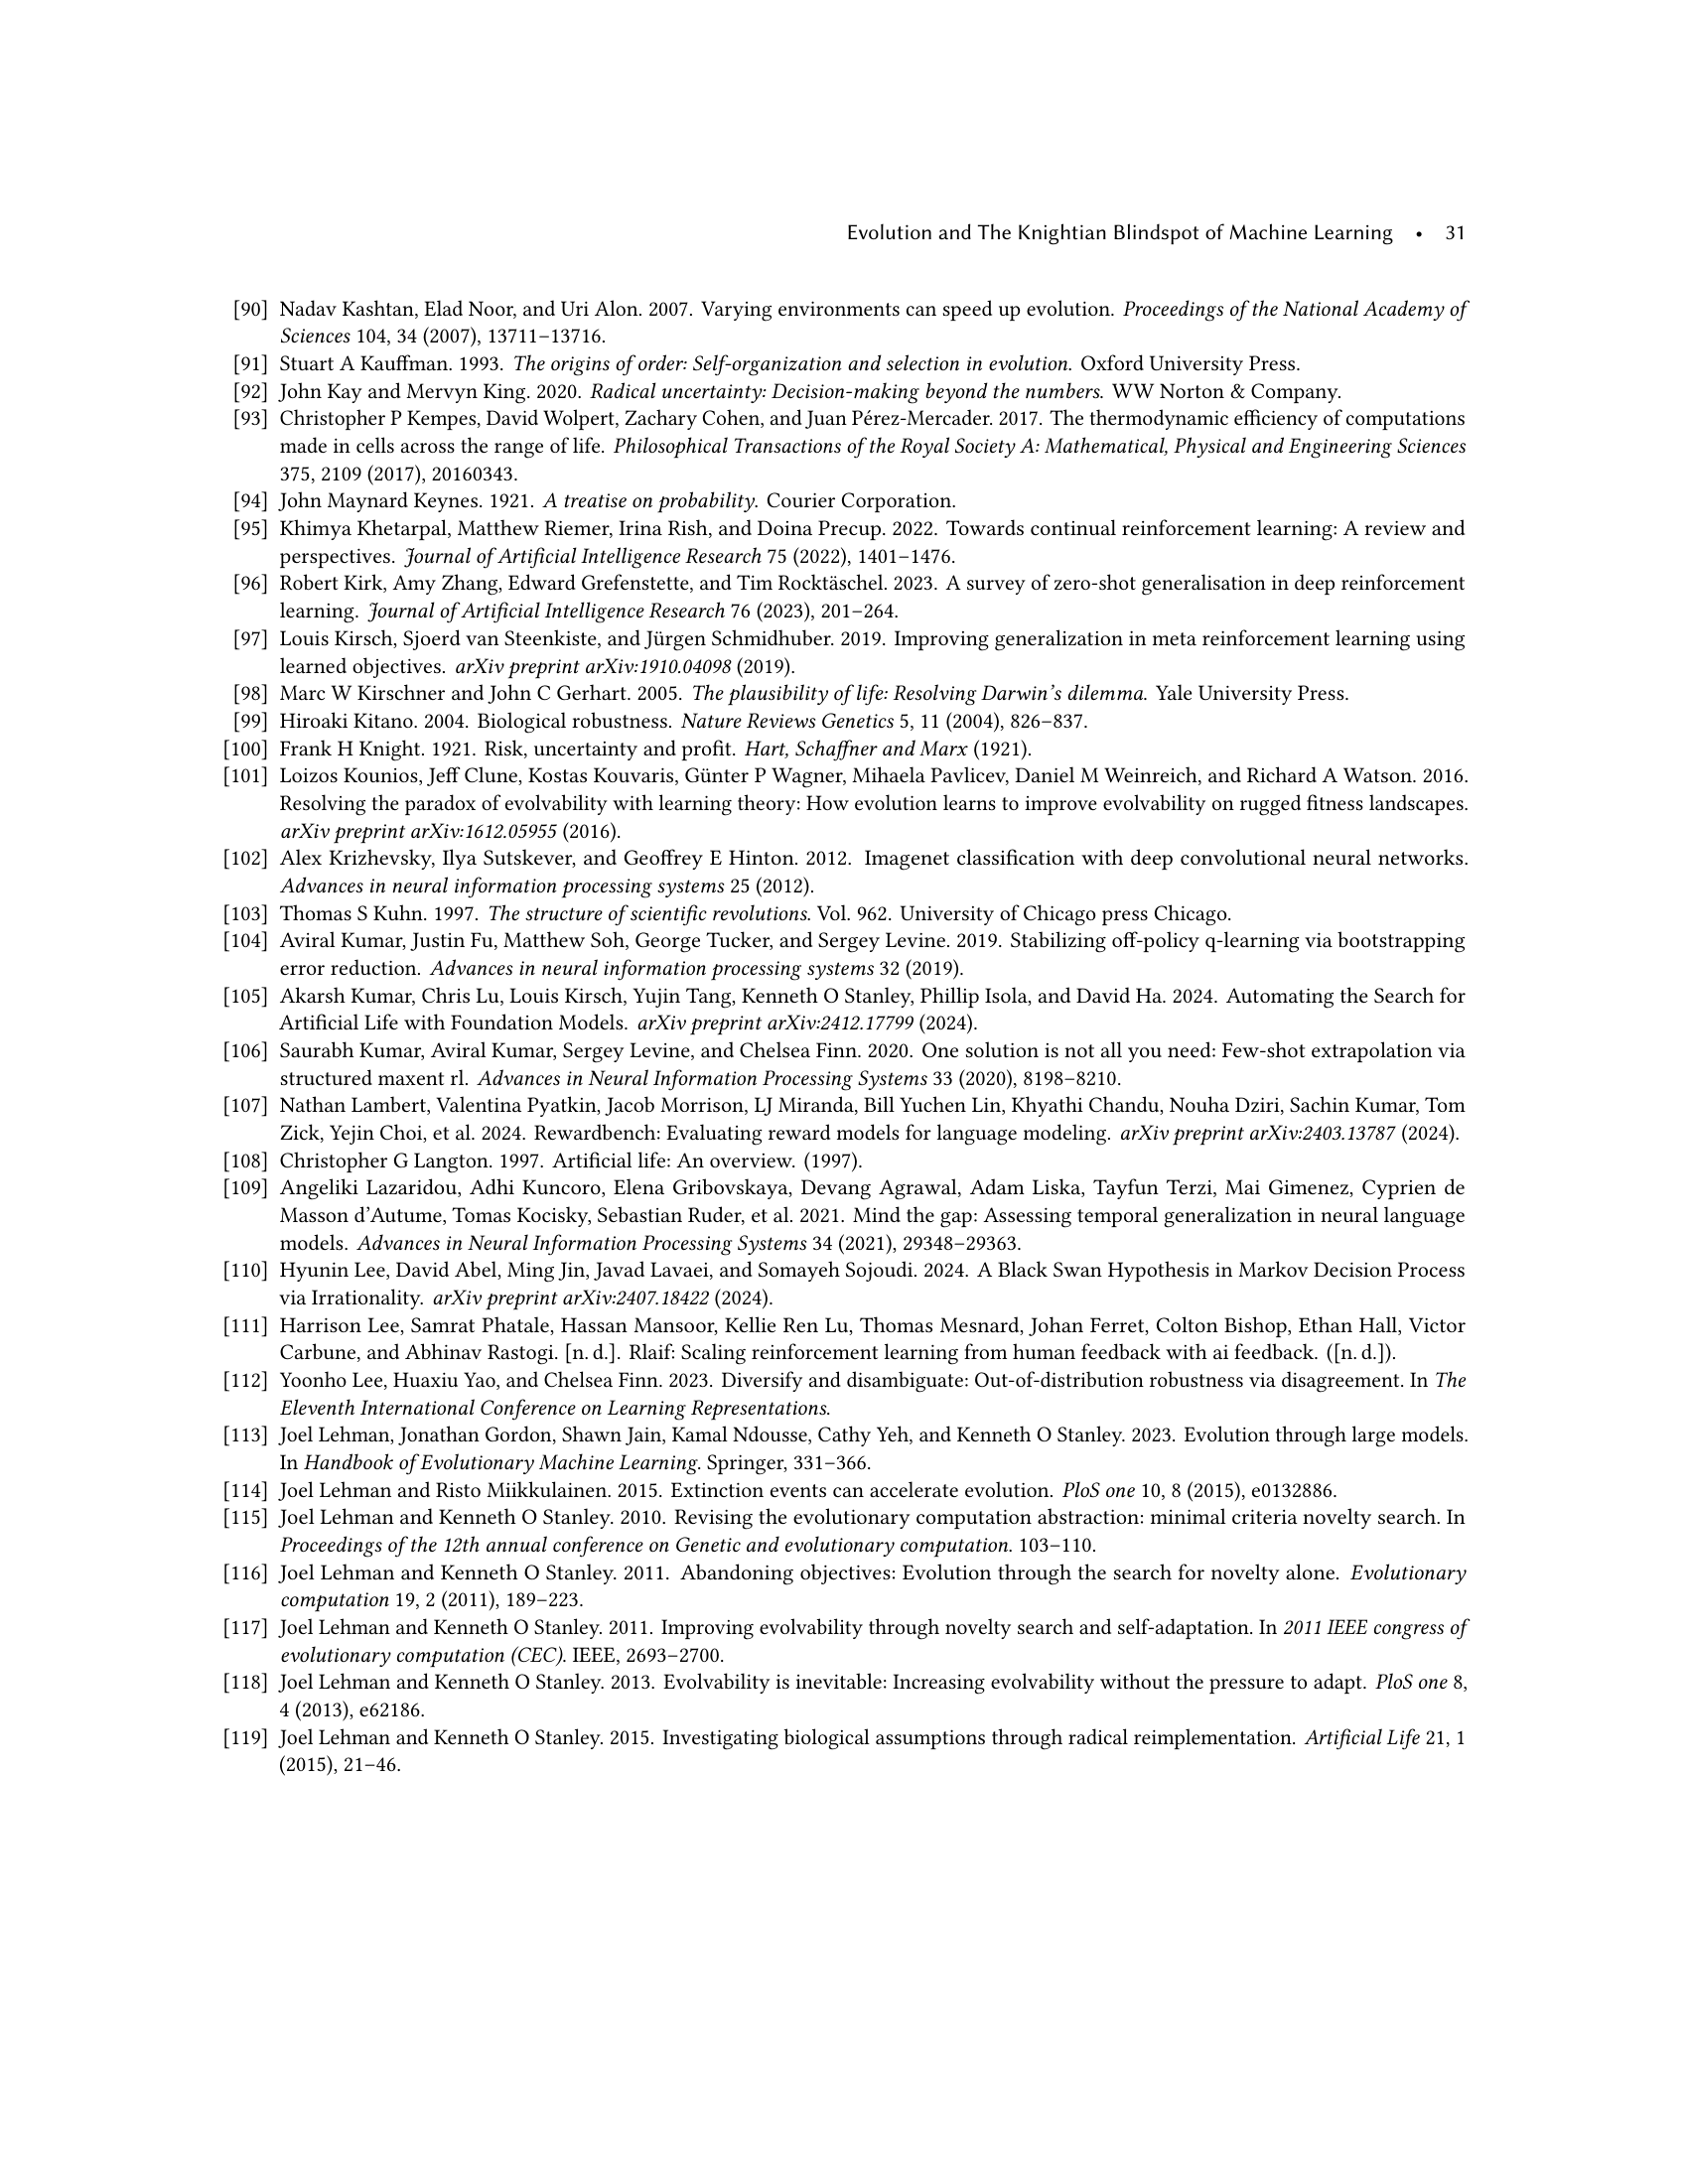 Evolution and The Knightian Blindspot of Machine Learning • 31
[90] Nadav Kashtan, Elad Noor, and Uri Alon. 2007. Varying environments can speed up evolution. Proceedings of the National Academy of
Sciences 104, 34 (2007), 13711–13716.
[91] Stuart A Kauffman. 1993. The origins of order: Self-organization and selection in evolution. Oxford University Press.
[92] John Kay and Mervyn King. 2020. Radical uncertainty: Decision-making beyond the numbers. WW Norton & Company.
[93] Christopher P Kempes, David Wolpert, Zachary Cohen, and Juan Pérez-Mercader. 2017. The thermodynamic efficiency of computations
made in cells across the range of life. Philosophical Transactions of the Royal Society A: Mathematical, Physical and Engineering Sciences
375, 2109 (2017), 20160343.
[94] John Maynard Keynes. 1921. A treatise on probability. Courier Corporation.
[95] Khimya Khetarpal, Matthew Riemer, Irina Rish, and Doina Precup. 2022. Towards continual reinforcement learning: A review and
perspectives. Journal of Artificial Intelligence Research 75 (2022), 1401–1476.
[96] Robert Kirk, Amy Zhang, Edward Grefenstette, and Tim Rocktäschel. 2023. A survey of zero-shot generalisation in deep reinforcement
learning. Journal of Artificial Intelligence Research 76 (2023), 201–264.
[97] Louis Kirsch, Sjoerd van Steenkiste, and Jürgen Schmidhuber. 2019. Improving generalization in meta reinforcement learning using
learned objectives. arXiv preprint arXiv:1910.04098 (2019).
[98] Marc W Kirschner and John C Gerhart. 2005. The plausibility of life: Resolving Darwin's dilemma. Yale University Press.
[99] Hiroaki Kitano. 2004. Biological robustness. Nature Reviews Genetics 5, 11 (2004), 826–837.
[100] Frank H Knight. 1921. Risk, uncertainty and profit. Hart, Schaffner and Marx (1921).
[101] Loizos Kounios, Jeff Clune, Kostas Kouvaris, Günter P Wagner, Mihaela Pavlicev, Daniel M Weinreich, and Richard A Watson. 2016.
Resolving the paradox of evolvability with learning theory: How evolution learns to improve evolvability on rugged fitness landscapes.
arXiv preprint arXiv:1612.05955 (2016).
[102] Alex Krizhevsky, Ilya Sutskever, and Geoffrey E Hinton. 2012. Imagenet classification with deep convolutional neural networks.
Advances in neural information processing systems 25 (2012).
[103] Thomas S Kuhn. 1997. The structure of scientific revolutions. Vol. 962. University of Chicago press Chicago.
[104] Aviral Kumar, Justin Fu, Matthew Soh, George Tucker, and Sergey Levine. 2019. Stabilizing off-policy q-learning via bootstrapping
error reduction. Advances in neural information processing systems 32 (2019).
[105] Akarsh Kumar, Chris Lu, Louis Kirsch, Yujin Tang, Kenneth O Stanley, Phillip Isola, and David Ha. 2024. Automating the Search for
Artificial Life with Foundation Models. arXiv preprint arXiv:2412.17799 (2024).
[106] Saurabh Kumar, Aviral Kumar, Sergey Levine, and Chelsea Finn. 2020. One solution is not all you need: Few-shot extrapolation via
structured maxent rl. Advances in Neural Information Processing Systems 33 (2020), 8198–8210.
[107] Nathan Lambert, Valentina Pyatkin, Jacob Morrison, LJ Miranda, Bill Yuchen Lin, Khyathi Chandu, Nouha Dziri, Sachin Kumar, Tom
Zick, Yejin Choi, et al. 2024. Rewardbench: Evaluating reward models for language modeling. arXiv preprint arXiv:2403.13787 (2024).
[108] Christopher G Langton. 1997. Artificial life: An overview. (1997).
[109] Angeliki Lazaridou, Adhi Kuncoro, Elena Gribovskaya, Devang Agrawal, Adam Liska, Tayfun Terzi, Mai Gimenez, Cyprien de
Masson d'Autume, Tomas Kocisky, Sebastian Ruder, et al. 2021. Mind the gap: Assessing temporal generalization in neural language
models. Advances in Neural Information Processing Systems 34 (2021), 29348–29363.
[110] Hyunin Lee, David Abel, Ming Jin, Javad Lavaei, and Somayeh Sojoudi. 2024. A Black Swan Hypothesis in Markov Decision Process
via Irrationality. arXiv preprint arXiv:2407.18422 (2024).
[111] Harrison Lee, Samrat Phatale, Hassan Mansoor, Kellie Ren Lu, Thomas Mesnard, Johan Ferret, Colton Bishop, Ethan Hall, Victor
Carbune, and Abhinav Rastogi. [n. d.]. Rlaif: Scaling reinforcement learning from human feedback with ai feedback. ([n. d.]).
[112] Yoonho Lee, Huaxiu Yao, and Chelsea Finn. 2023. Diversify and disambiguate: Out-of-distribution robustness via disagreement. In The
Eleventh International Conference on Learning Representations.
[113] Joel Lehman, Jonathan Gordon, Shawn Jain, Kamal Ndousse, Cathy Yeh, and Kenneth O Stanley. 2023. Evolution through large models.
In Handbook of Evolutionary Machine Learning. Springer, 331–366.
[114] Joel Lehman and Risto Miikkulainen. 2015. Extinction events can accelerate evolution. PloS one 10, 8 (2015), e0132886.
[115] Joel Lehman and Kenneth O Stanley. 2010. Revising the evolutionary computation abstraction: minimal criteria novelty search. In
Proceedings of the 12th annual conference on Genetic and evolutionary computation. 103–110.
[116] Joel Lehman and Kenneth O Stanley. 2011. Abandoning objectives: Evolution through the search for novelty alone. Evolutionary
computation 19, 2 (2011), 189–223.
[117] Joel Lehman and Kenneth O Stanley. 2011. Improving evolvability through novelty search and self-adaptation. In 2011 IEEE congress of
evolutionary computation (CEC). IEEE, 2693–2700.
[118] Joel Lehman and Kenneth O Stanley. 2013. Evolvability is inevitable: Increasing evolvability without the pressure to adapt. PloS one 8,
4 (2013), e62186.
[119] Joel Lehman and Kenneth O Stanley. 2015. Investigating biological assumptions through radical reimplementation. Artificial Life 21, 1
(2015), 21–46.